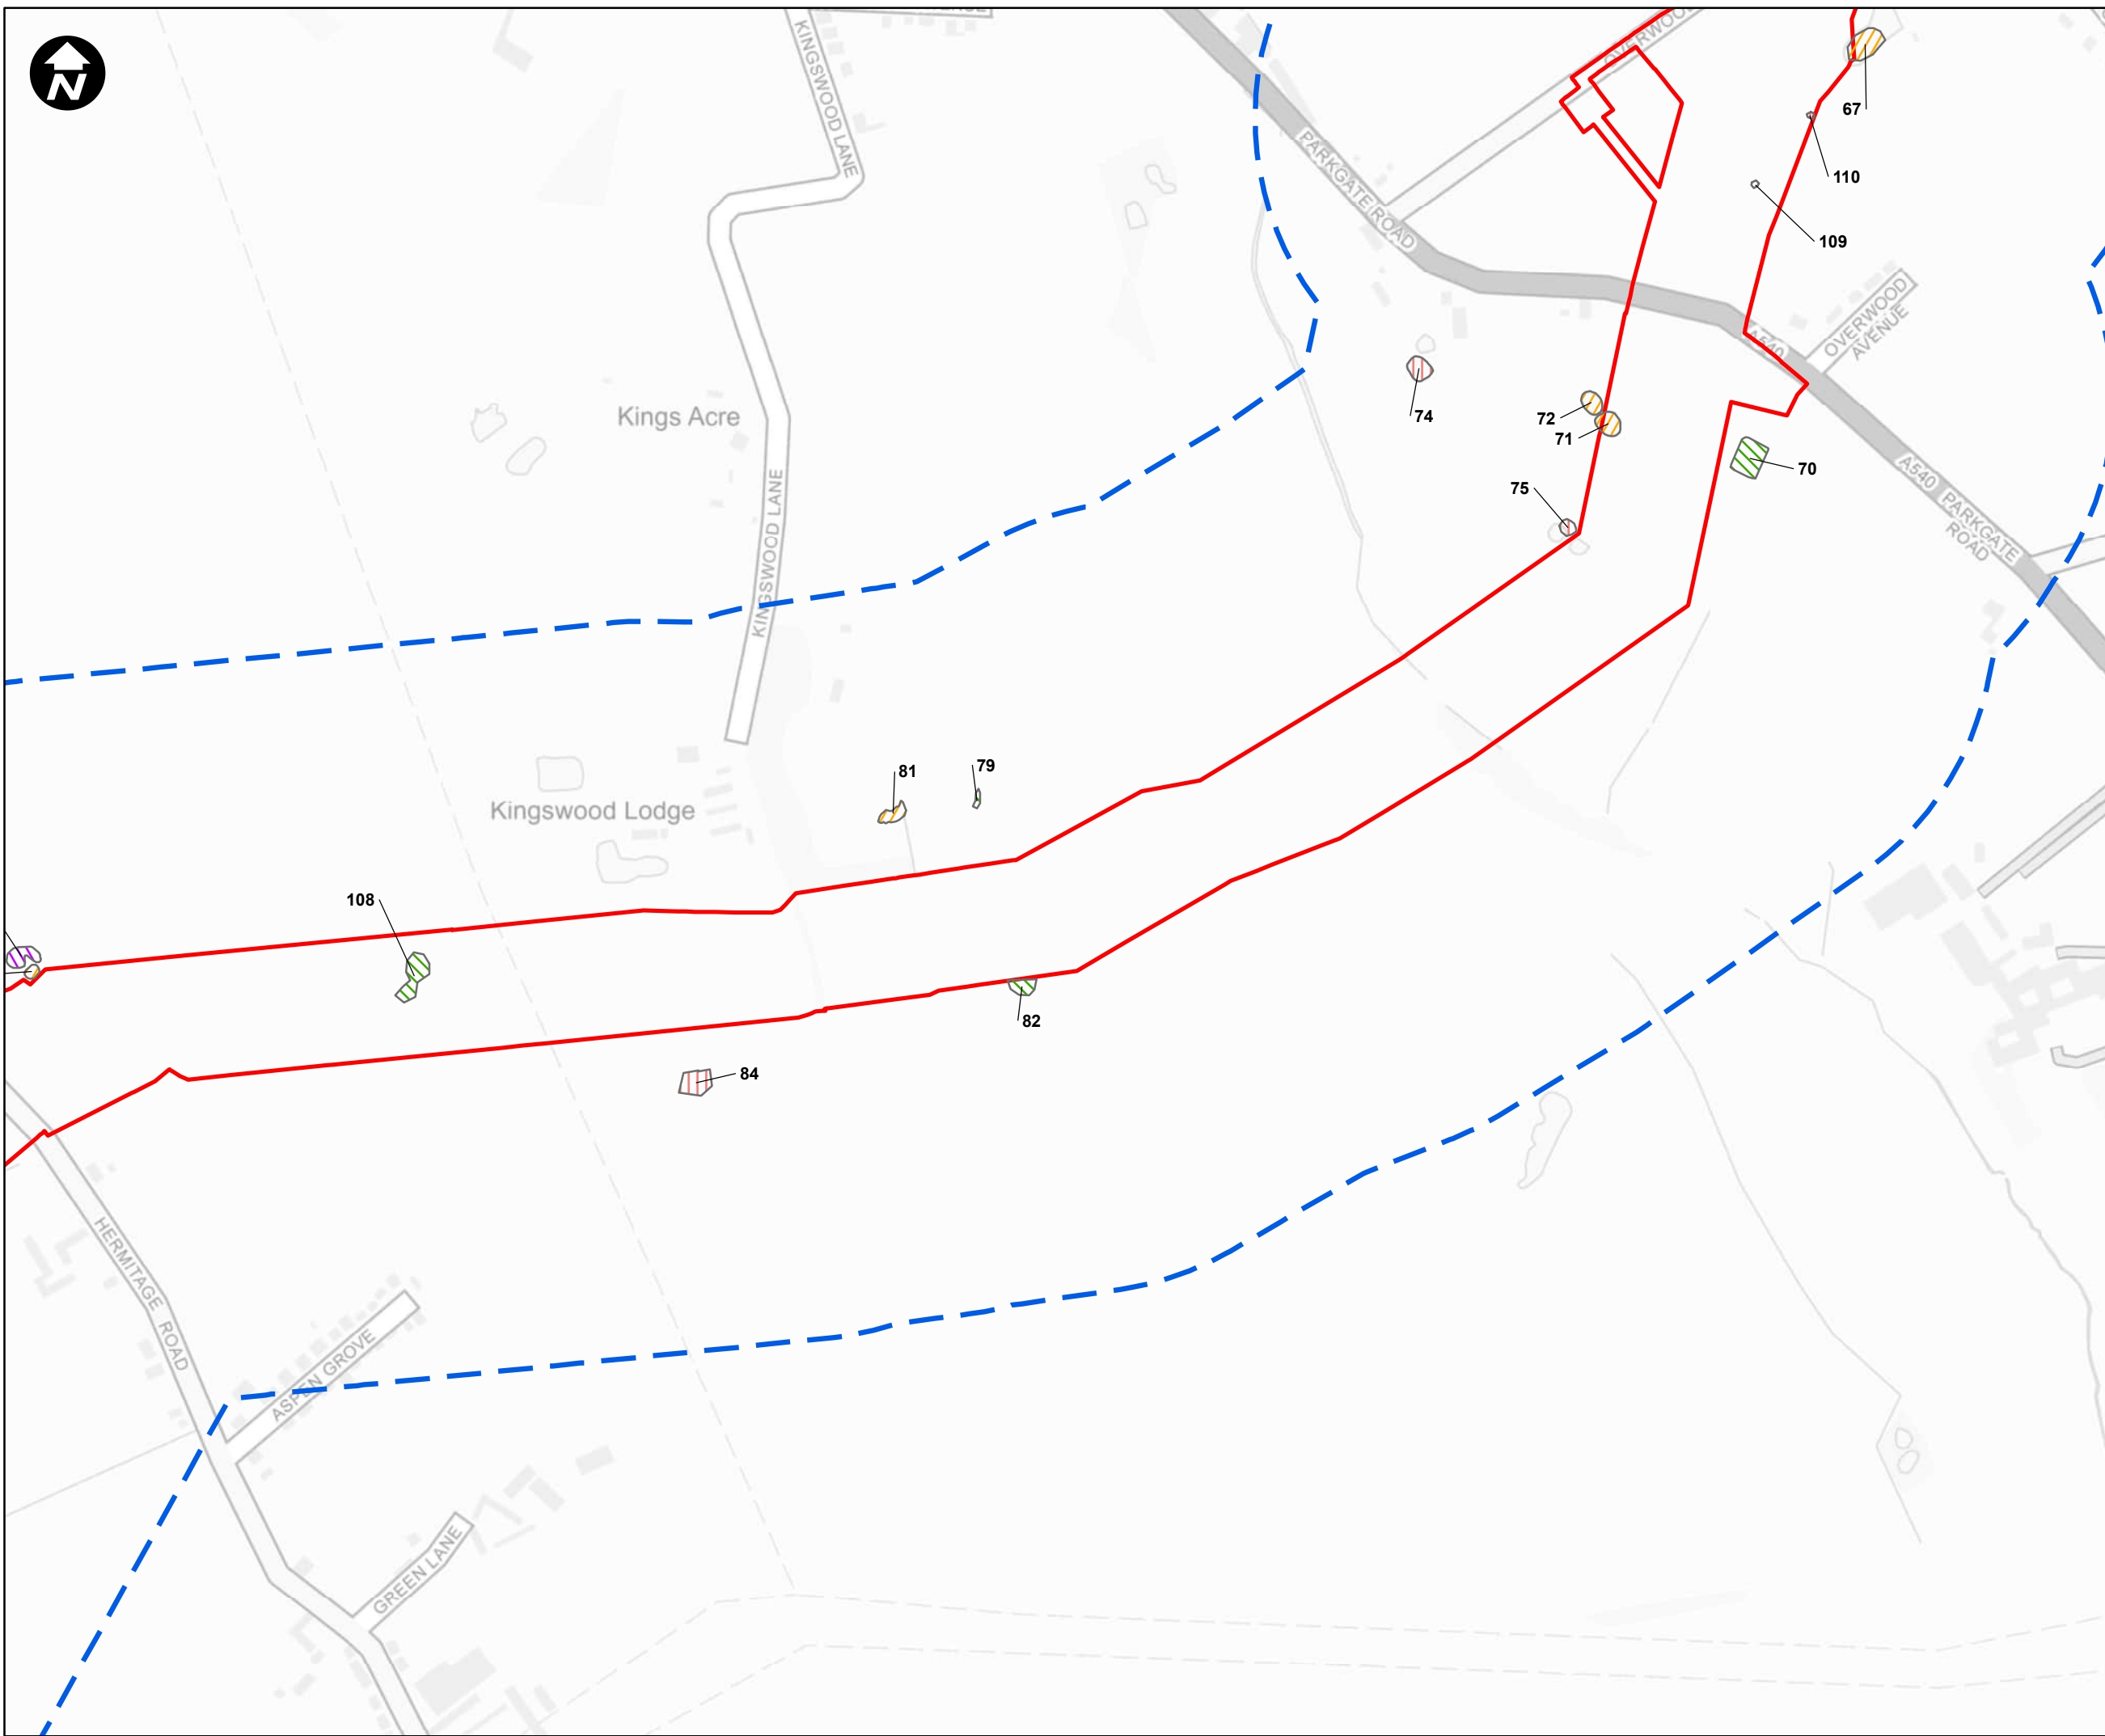 N
KINGSWOOD LANE
OVERWOO
67
110
109
PARKGATE ROAD
OVERWOOD
AVENUE
A540
Kings Acre
74
72
71
70
75
A540 PARKGATE
ROAD
KINGSWOOD LANE
81
79
Kingswood Lodge
108
82
84
HERMITAGE ROAD
ASPEN GROVE
GREEN LANE